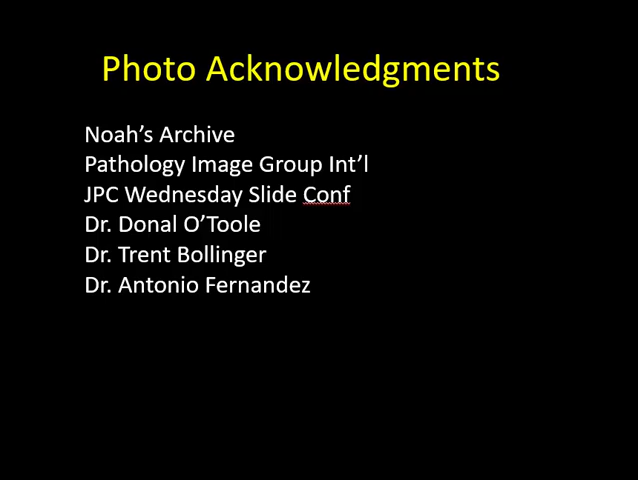 Photo Acknowledgments
Noah’s Archive
Pathology Image Group Int’l
JPC Wednesday Slide Conf
Dr. Donal O’Toole
Dr. Trent Bollinger
Dr. Antonio Fernandez